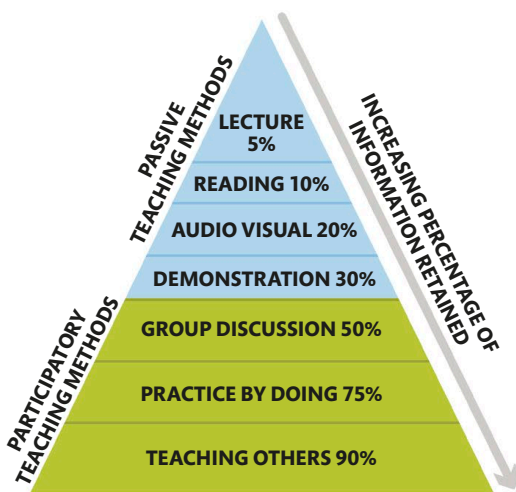 PASSIVE
TEACHING METHODS
INCREASING PERCENTAGE OF
INFORMATION RETAINED
LECTURE
5%
READING 10%
AUDIO VISUAL 20%
DEMONSTRATION 30%
PARTICIPATORY
TEACHING METHODS
GROUP DISCUSSION 50%
PRACTICE BY DOING 75%
TEACHING OTHERS 90%